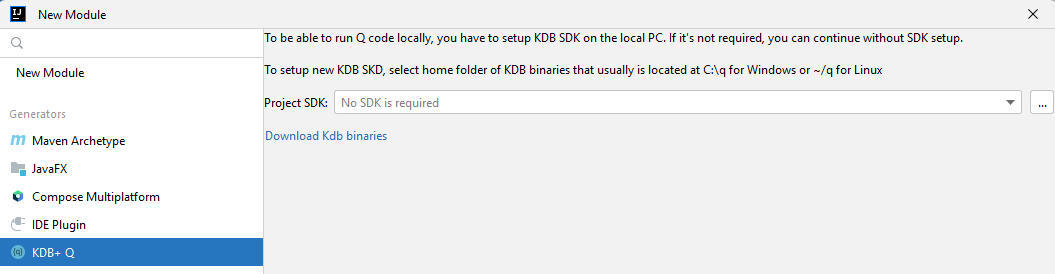 IJ
New Module
To be able to run Q code locally, you have to setup KDB SDK on the local PC. If it's not required, you can continue without SDK setup.
New Module
To setup new KDB SKD, select home folder of KDB binaries that usually is located at C:\q for Windows or ~/q for Linux
Project SDK: No SDK is required ...
Download Kdb binaries
Generators
m Maven Archetype
JavaFX
Compose Multiplatform
IDE Plugin
KDB+ Q